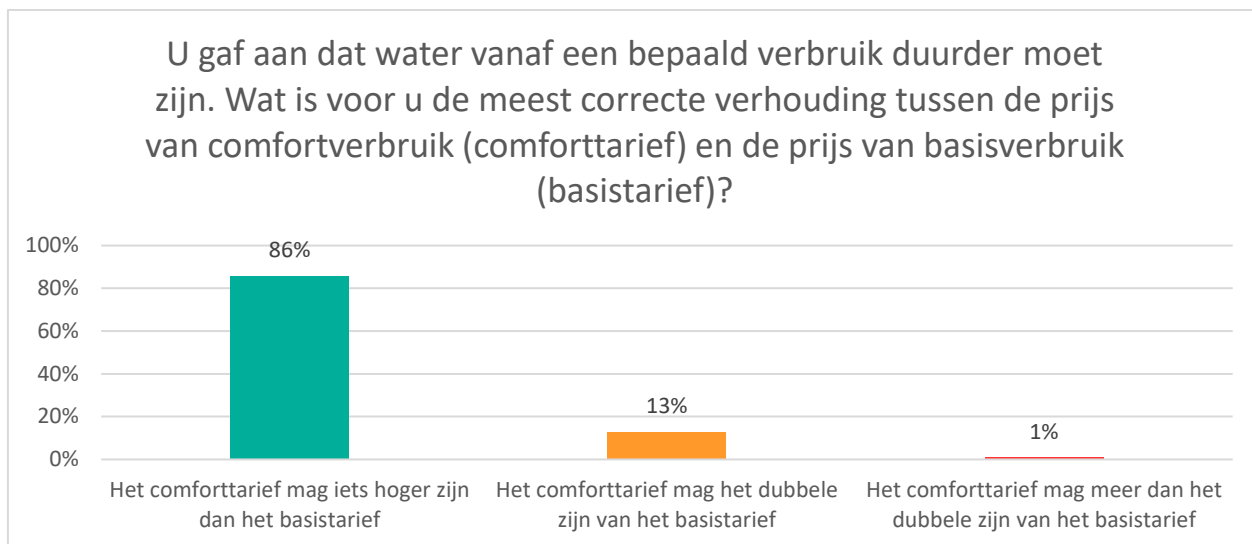 U gaf aan dat water vanaf een bepaald verbruik duurder moet
zijn. Wat is voor u de meest correcte verhouding tussen de prijs
van comfortverbruik (comforttarief) en de prijs van basisverbruik
(basistarief)?
100%
80%
60%
40%
20%
0%
86%
13%
1%
Het comforttarief mag iets hoger zijn
dan het basistarief
Het comforttarief mag het dubbele
zijn van het basistarief
Het comforttarief mag meer dan het
dubbele zijn van het basistarief